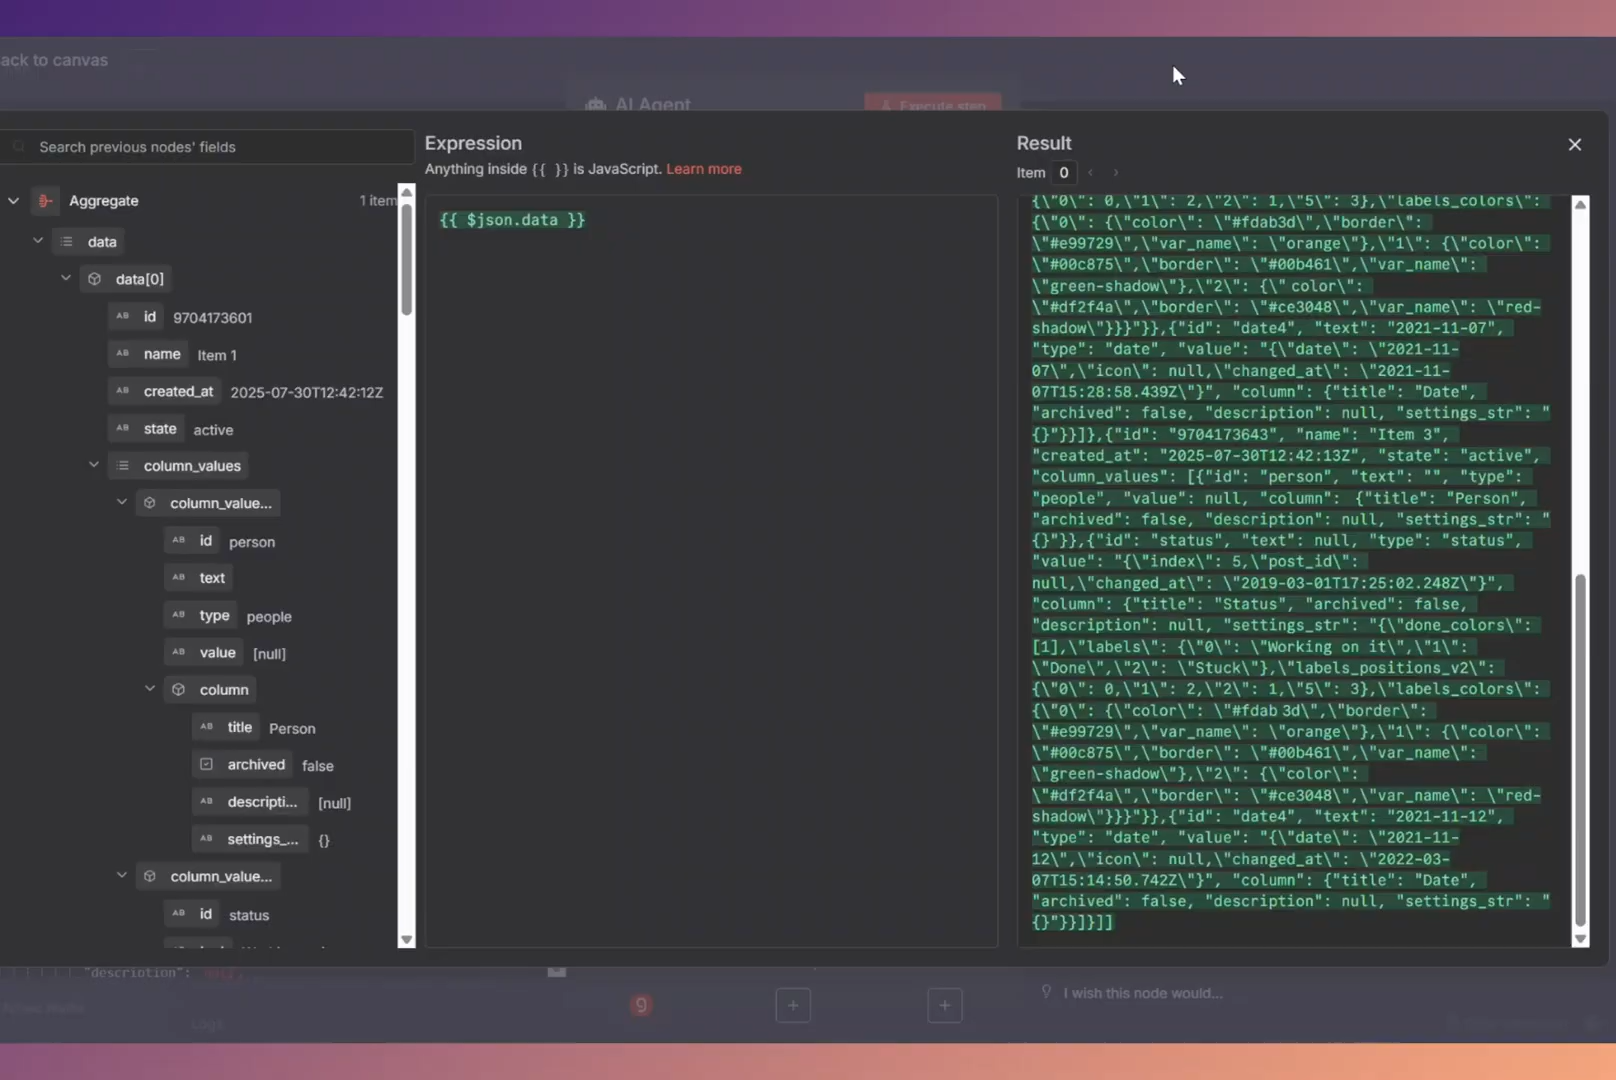 ack to canvas
AI Agent
Execute step
Search previous nodes' fields
Aggregate
1 item
data
data[0]
id 9704173601
name Item 1
created_at 2025-07-30T12:42:12Z
state active
column_values
column_value...
id person
text
type people
value [null]
column
title Person
archived false
descripti... [null]
settings_... {}
column_value...
id status
Expression
Anything inside {{ }} is JavaScript. Learn more
{{ $json.data }}
Result
Item 0
{\"0\": 0,\"1\": 2,\"2\": 1,\"5\": 3},\"labels_colors\":
{\"0\": {\"color\": \"#fdab3d\",\"border\":
\"#e99729\",\"var_name\": \"orange\"},\"1\": {\"color\":
\"#00c875\",\"border\": \"#00b461\",\"var_name\":
\"green-shadow\"},\"2\": {\" color\":
\"#df2f4a\",\"border\": \"#ce3048\",\"var_name\": \"red-
shadow\"}}}"}},{"id": "date4", "text": "2021-11-07",
"type": "date", "value": "{\"date\": \"2021-11-
07\",\"icon\": null,\"changed_at\": \"2021-11-
07T15:28:58.439Z\"}", "column": {"title": "Date",
"archived": false, "description": null, "settings_str": "
{}"}}]},{"id": "9704173643", "name": "Item 3",
"created_at": "2025-07-30T12:42:13Z", "state": "active",
"column_values": [{"id": "person", "text": "", "type":
"people", "value": null, "column": {"title": "Person",
"archived": false, "description": null, "settings_str": "
{}"}},{"id": "status", "text": null, "type": "status",
"value": "{\"index\": 5,\"post_id\":
null,\"changed_at\": \"2019-03-01T17:25:02.248Z\"}",
"column": {"title": "Status", "archived": false,
"description": null, "settings_str": "{\"done_colors\":
[1],\"labels\": {\"0\": \"Working on it\",\"1\":
\"Done\",\"2\": \"Stuck\"},\"labels_positions_v2\":
{\"0\": 0,\"1\": 2,\"2\": 1,\"5\": 3},\"labels_colors\":
{\"0\": {\"color\": \"#fdab 3d\",\"border\":
\"#e99729\",\"var_name\": \"orange\"},\"1\": {\"color\":
\"#00c875\",\"border\": \"#00b461\",\"var_name\":
\"green-shadow\"},\"2\": {\"color\":
\"#df2f4a\",\"border\": \"#ce3048\",\"var_name\": \"red-
shadow\"}}}"}},{"id": "date4", "text": "2021-11-12",
"type": "date", "value": "{\"date\": \"2021-11-
12\",\"icon\": null,\"changed_at\": \"2022-03-
07T15:14:50.742Z\"}", "column": {"title": "Date",
"archived": false, "description": null, "settings_str": "
{}"}}]}]]
"description": null,
9
I wish this node would...
Logs